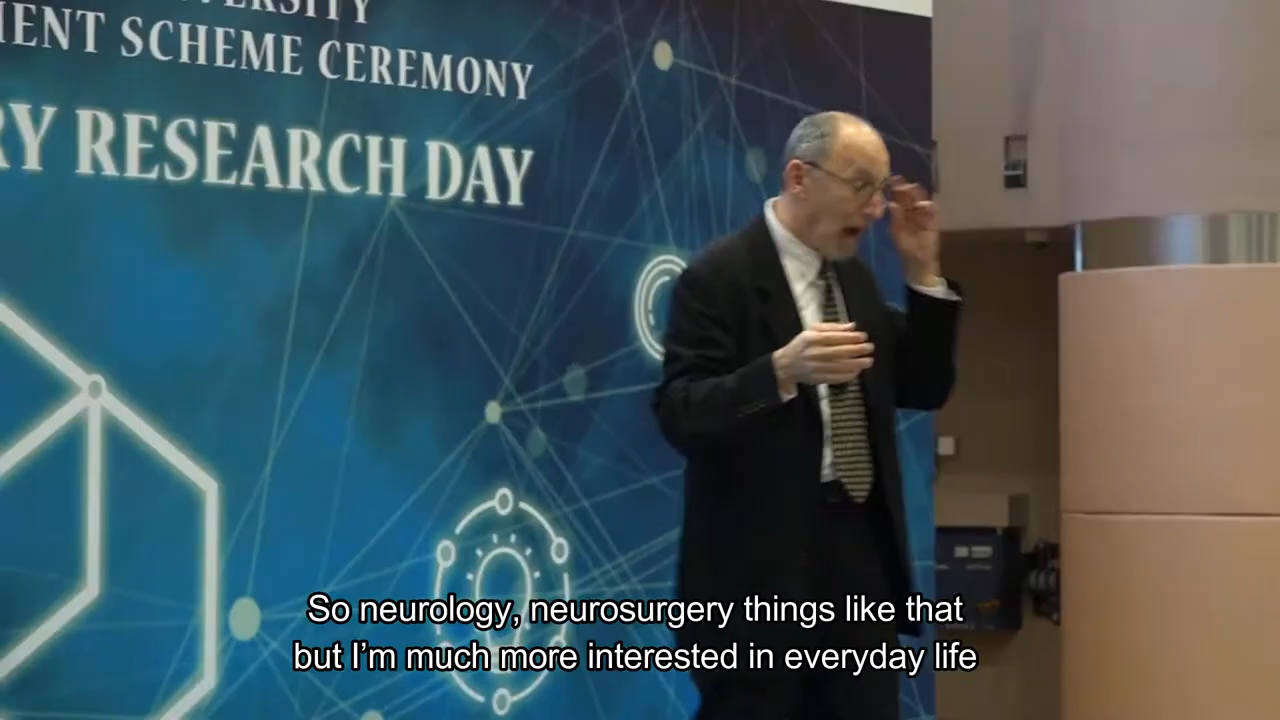 SCHEME CEREMONY
RESEARCH DAY
So neurology, neurosurgery things like that
but I’m much more interested in everyday life